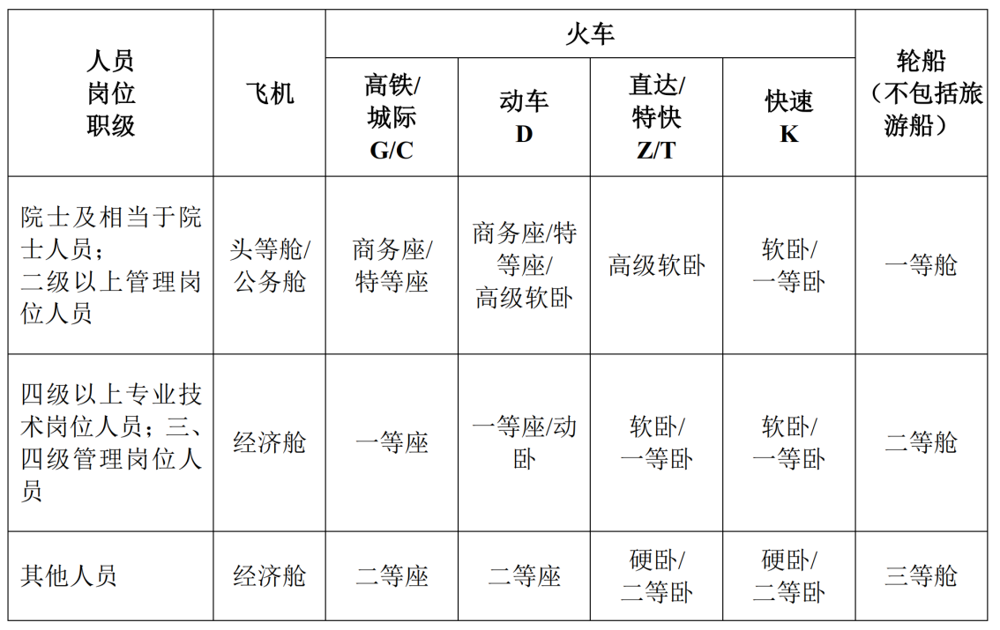 人员
岗位
职级
飞机
火车
高铁/
城际
G/C
动车
D
直达/
特快
Z/T
快速
K
轮船
（不包括旅
游船）
院士及相当于院
士人员；
二级以上管理岗
位人员
头等舱/
公务舱
商务座/
特等座
商务座/特
等座/
高级软卧
高级软卧
软卧/
一等卧
一等舱
四级以上专业技
术岗位人员；三、
四级管理岗位人
员
经济舱
一等座
一等座/动
卧
软卧/
一等卧
软卧/
一等卧
二等舱
其他人员
经济舱
二等座
二等座
硬卧/
二等卧
硬卧/
二等卧
三等舱